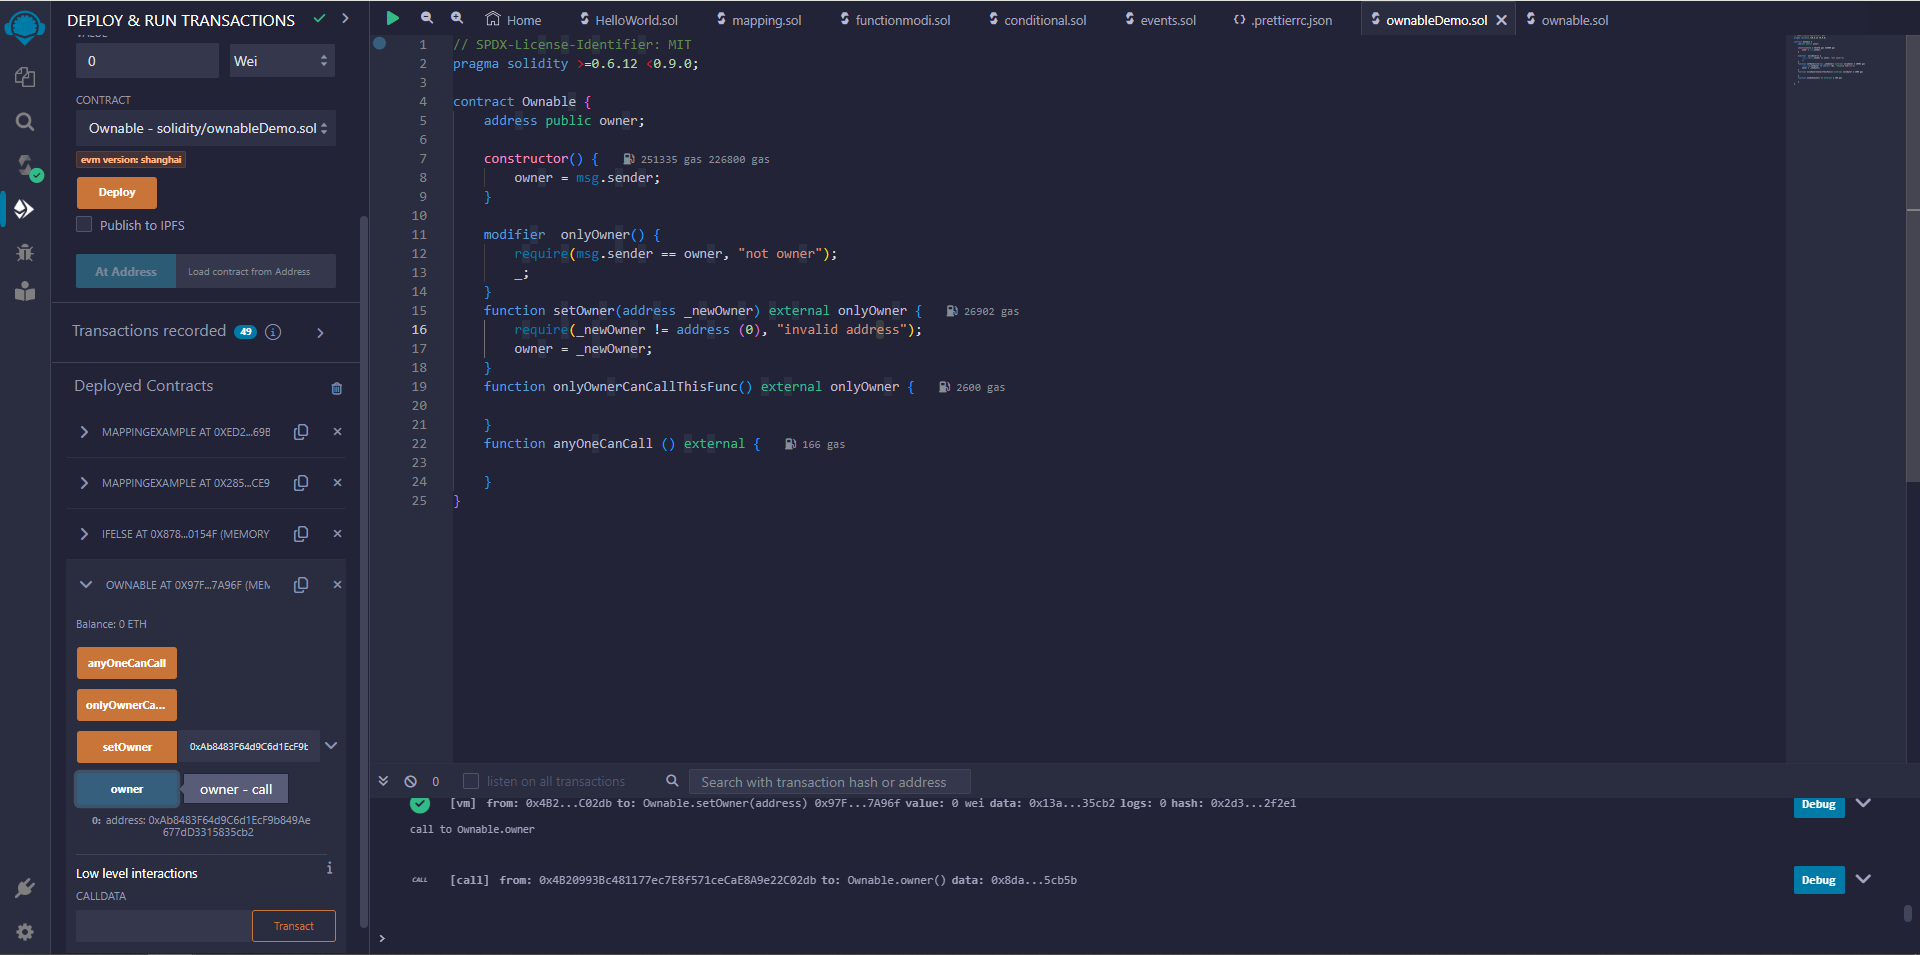 DEPLOY & RUN TRANSACTIONS
VALUE
0
Wei
CONTRACT
Ownable - solidity/ownableDemo.sol
evm version: shanghai
Deploy
Publish to IPFS
At Address
Load contract from Address
Transactions recorded 49
Deployed Contracts
MAPPINGEXAMPLE AT 0XED2...69B
MAPPINGEXAMPLE AT 0X285...CE9
IFELSE AT 0X878...0154F (MEMORY
OWNABLE AT 0X97F...7A96F (MEM
Balance: 0 ETH
anyOneCanCall
onlyOwnerCa...
setOwner
0xAb8483F64d9C6d1EcF9b
owner
owner - call
0: address: 0xAb8483F64d9C6d1EcF9b849Ae
677dD3315835cb2
Low level interactions
i
CALLDATA
Transact
Home
HelloWorld.sol
mapping.sol
functionmodi.sol
conditional.sol
events.sol
{} .prettierrc.json
ownableDemo.sol
ownable.sol
1 // SPDX-License-Identifier: MIT
2 pragma solidity >=0.6.12 <0.9.0;
3
4 contract Ownable {
5 address public owner;
6
7 constructor() { 251335 gas 226800 gas
8 owner = msg.sender;
9 }
10
11 modifier  onlyOwner() {
12 require(msg.sender == owner, "not owner");
13 _;
14 }
15 function setOwner(address _newOwner) external onlyOwner { 26902 gas
16 require(_newOwner != address (0), "invalid address");
17 owner = _newOwner;
18 }
19 function onlyOwnerCanCallThisFunc() external onlyOwner { 2600 gas
20
21 }
22 function anyOneCanCall () external { 166 gas
23
24 }
25 }
0
listen on all transactions
Search with transaction hash or address
[vm] from: 0x4B2...C02db to: Ownable.setOwner(address) 0x97F...7A96f value: 0 wei data: 0x13a...35cb2 logs: 0 hash: 0x2d3...2f2e1
Debug
call to Ownable.owner
CALL
[call] from: 0x4B20993Bc481177ec7E8f571ceCaE8A9e22C02db to: Ownable.owner() data: 0x8da...5cb5b
Debug
>